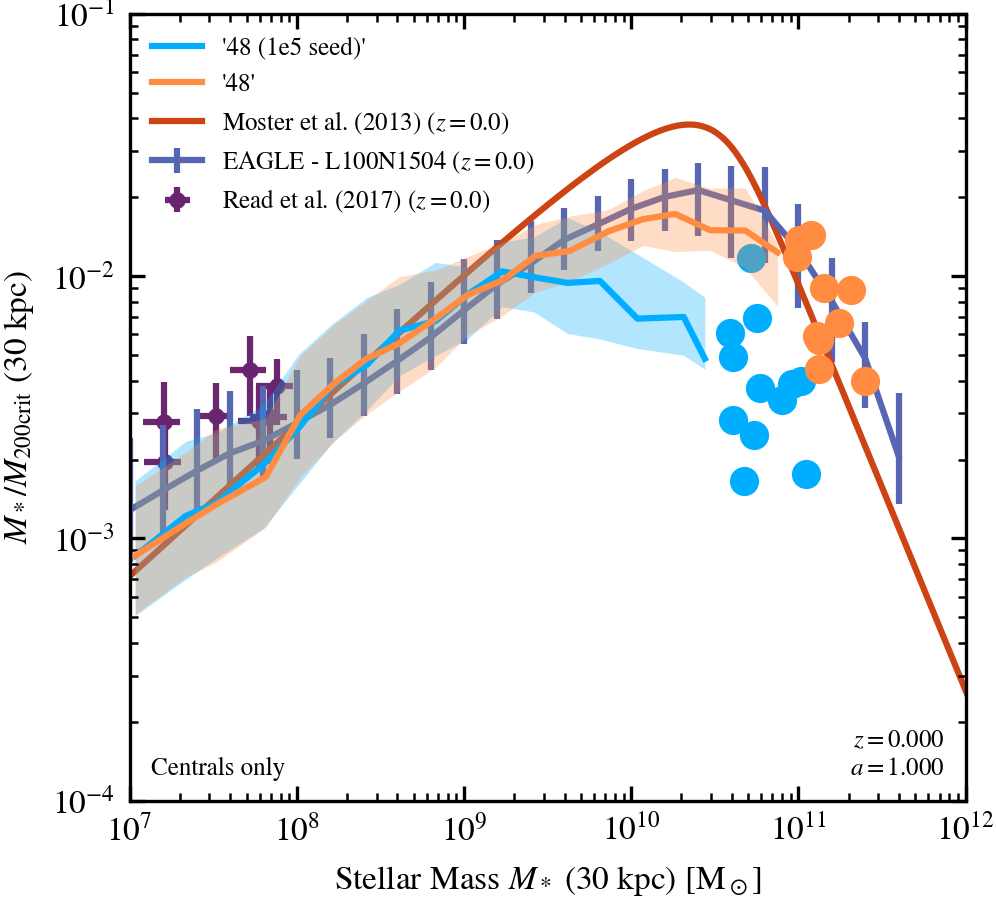 '48 (1e5 seed)'
'48'
Moster et al. (2013) (z = 0.0)
EAGLE - L100N1504 (z = 0.0)
Read et al. (2017) (z = 0.0)
10⁻¹
10⁻²
10⁻³
10⁻⁴
M*/M200crit (30 kpc)
z = 0.000
Centrals only
a = 1.000
10⁷ 10⁸ 10⁹ 10¹⁰ 10¹¹ 10¹²
Stellar Mass M* (30 kpc) [M⊙]